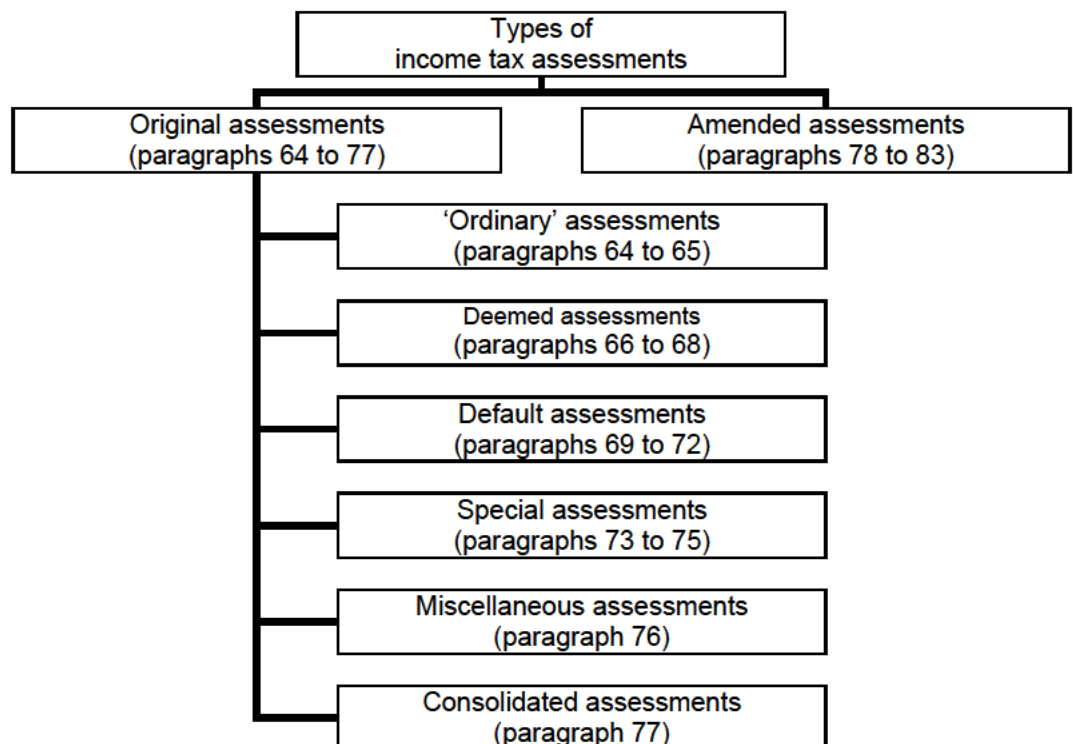 Types of
income tax assessments
Original assessments
(paragraphs 64 to 77)
Amended assessments
(paragraphs 78 to 83)
‘Ordinary’ assessments
(paragraphs 64 to 65)
Deemed assessments
(paragraphs 66 to 68)
Default assessments
(paragraphs 69 to 72)
Special assessments
(paragraphs 73 to 75)
Miscellaneous assessments
(paragraph 76)
Consolidated assessments
(paragraph 77)